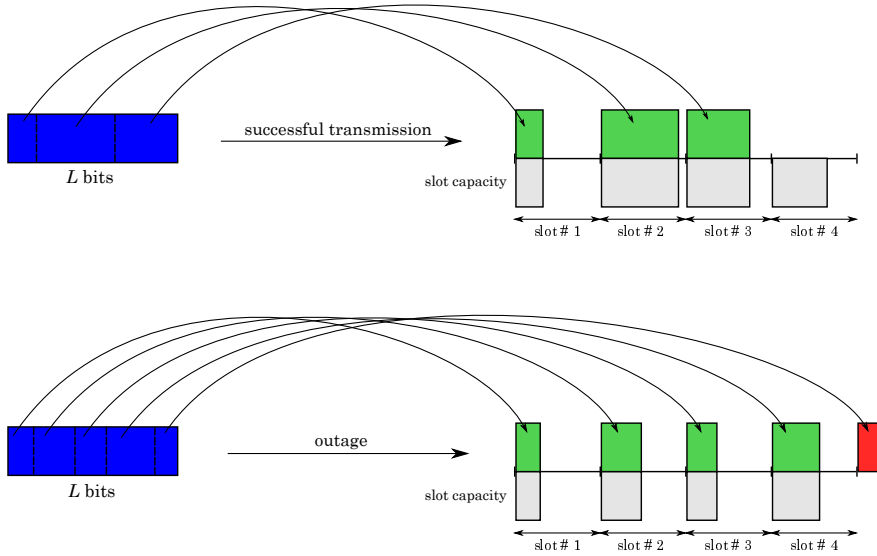 successful transmission
L bits
slot capacity
slot # 1 slot # 2 slot # 3 slot # 4
outage
L bits
slot capacity
slot # 1 slot # 2 slot # 3 slot # 4